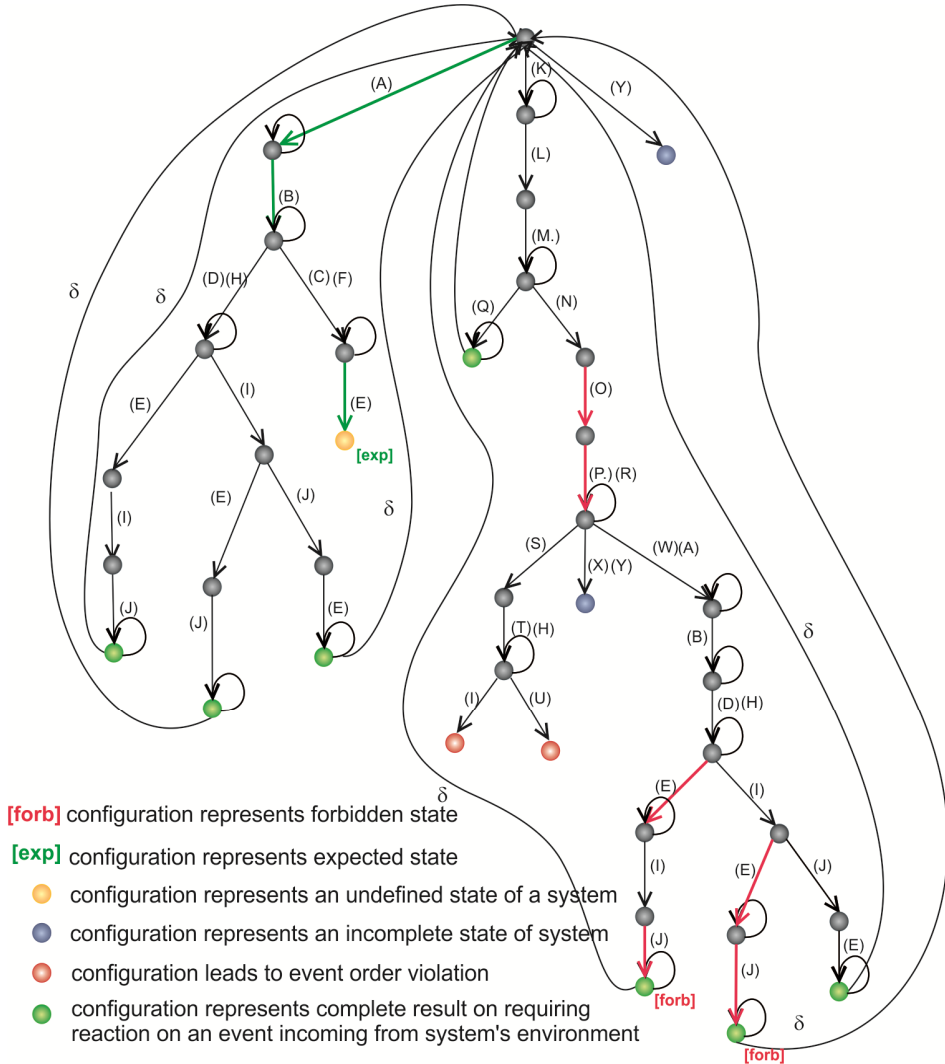 (K)
(A)
(Y)
(L)
(B)
(M.)
(D)(H)
(C)(F)
δ
δ
(Q)
(N)
(I)
(O)
(E)
(E)
[exp]
(P.)(R)
(E)
(J)
δ
(I)
(S)
(W)(A)
(X)(Y)
(J)
(J)
(E)
(T)(H)
(B)
δ
(I)
(U)
(D)(H)
δ
(E)
(I)
[forb] configuration represents forbidden state
[exp] configuration represents expected state
(I)
(E)
(J)
configuration represents an undefined state of a system
configuration represents an incomplete state of system
(J)
(E)
configuration leads to event order violation
(J)
[forb]
configuration represents complete result on requiring
reaction on an event incoming from system's environment
δ
[forb]